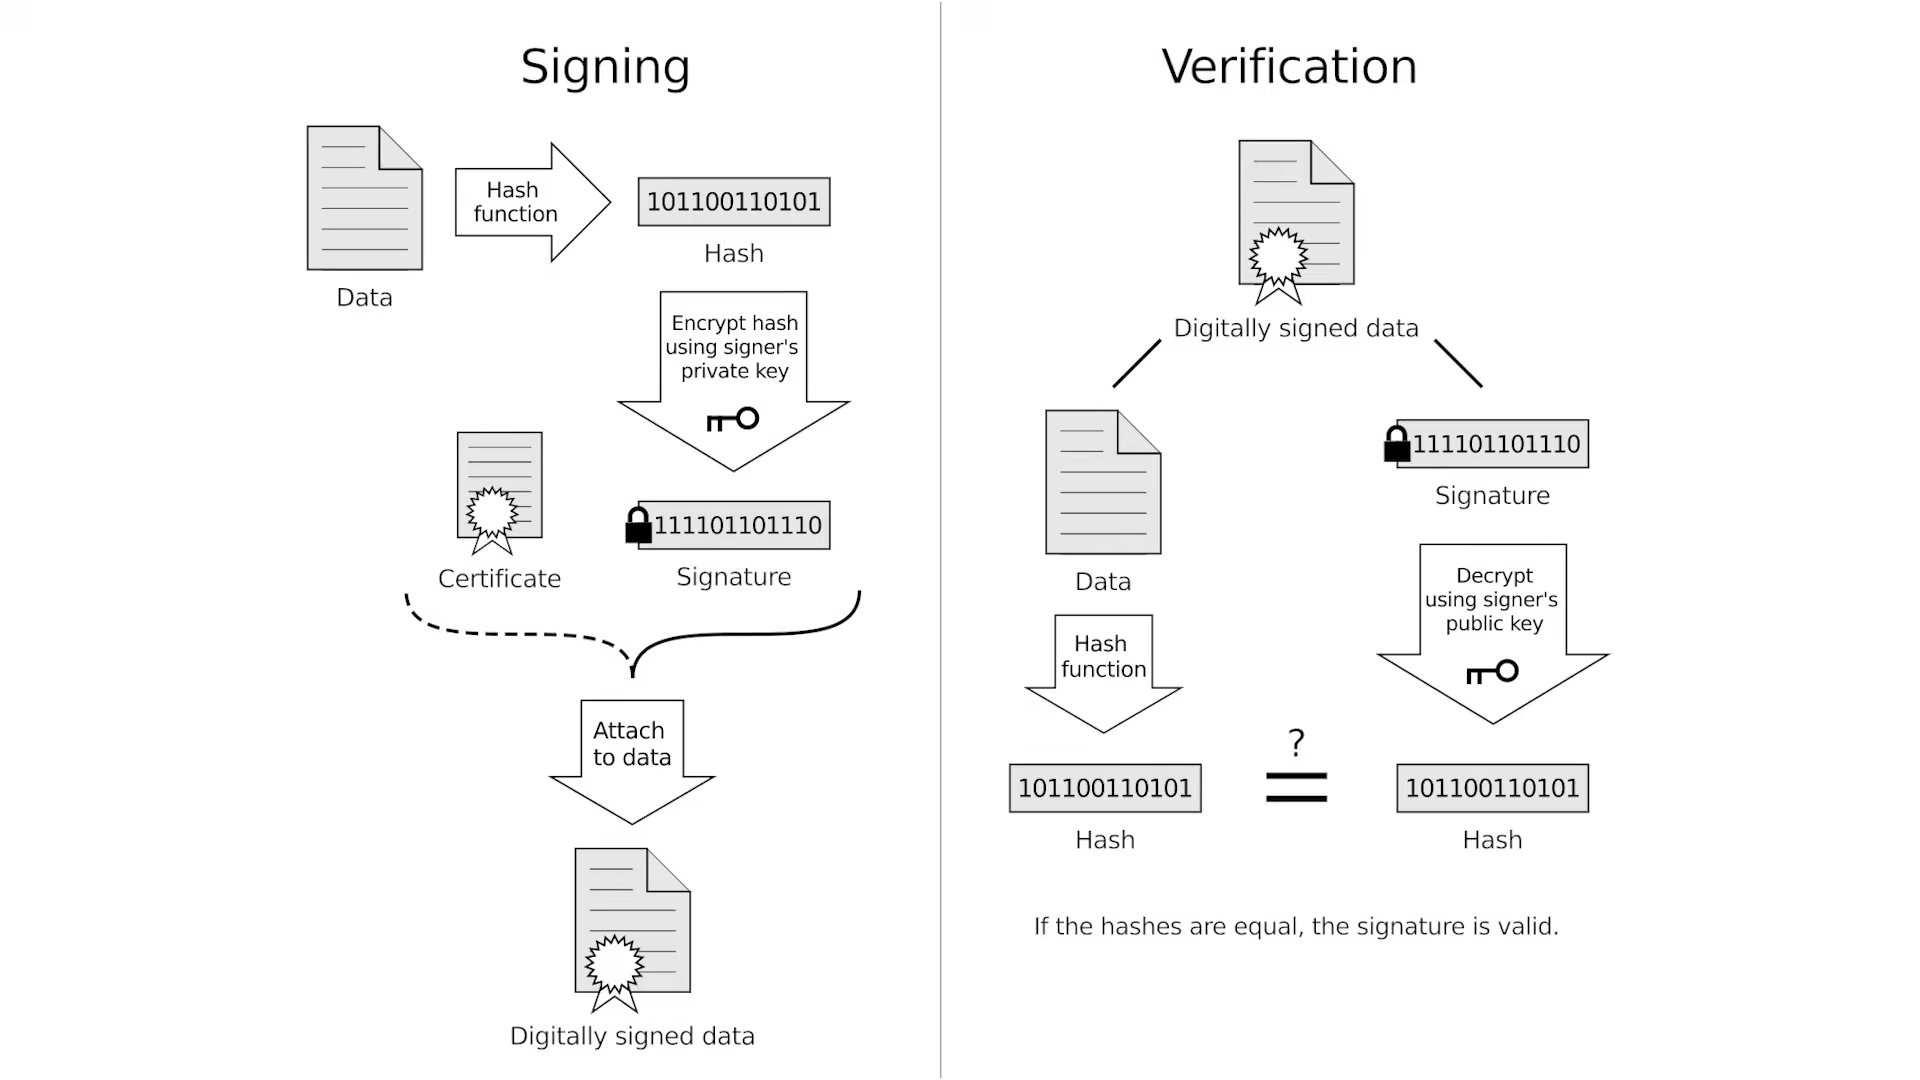 Signing
Hash
function
101100110101
Hash
Data
Encrypt hash
using signer's
private key
111101101110
Certificate
Signature
Attach
to data
Digitally signed data
Verification
Digitally signed data
111101101110
Signature
Data
Decrypt
using signer's
public key
Hash
function
?
101100110101
101100110101
Hash
Hash
If the hashes are equal, the signature is valid.